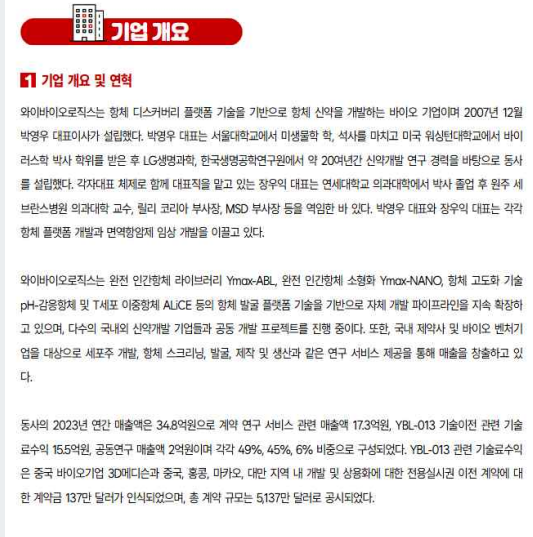 기업 개요
1 기업 개요 및 연혁
와이바이오로직스는 항체 디스커버리 플랫폼 기술을 기반으로 항체 신약을 개발하는 바이오 기업이며 2007년 12월
박영우 대표이사가 설립했다. 박영우 대표는 서울대학교에서 미생물학 학, 석사를 마치고 미국 워싱턴대학교에서 바이
러스학 박사 학위를 받은 후 LG생명과학, 한국생명공학연구원에서 약 20여년간 신약개발 연구 경력을 바탕으로 동사
를 설립했다. 각자대표 체제로 함께 대표직을 맡고 있는 장우익 대표는 연세대학교 의과대학에서 박사 졸업 후 원주 세
브란스병원 의과대학 교수, 릴리 코리아 부사장, MSD 부사장 등을 역임한 바 있다. 박영우 대표와 장우익 대표는 각각
항체 플랫폼 개발과 면역항암제 임상 개발을 이끌고 있다.
와이바이오로직스는 완전 인간항체 라이브러리 Ymax-ABL, 완전 인간항체 소형화 Ymax-NANO, 항체 고도화 기술
pH-감응항체 및 T세포 이중항체 ALiCE 등의 항체 발굴 플랫폼 기술을 기반으로 자체 개발 파이프라인을 지속 확장하
고 있으며, 다수의 국내외 신약개발 기업들과 공동 개발 프로젝트를 진행 중이다. 또한, 국내 제약사 및 바이오 벤처기
업을 대상으로 세포주 개발, 항체 스크리닝, 발굴, 제작 및 생산과 같은 연구 서비스 제공을 통해 매출을 창출하고 있
다.
동사의 2023년 연간 매출액은 34.8억원으로 계약 연구 서비스 관련 매출액 17.3억원, YBL-013 기술이전 관련 기술
료수익 15.5억원, 공동연구 매출액 2억원이며 각각 49%, 45%, 6% 비중으로 구성되었다. YBL-013 관련 기술료수익
은 중국 바이오기업 3D메디슨과 중국, 홍콩, 마카오, 대만 지역 내 개발 및 상용화에 대한 전용실시권 이전 계약에 대
한 계약금 137만 달러가 인식되었으며, 총 계약 규모는 5,137만 달러로 공시되었다.